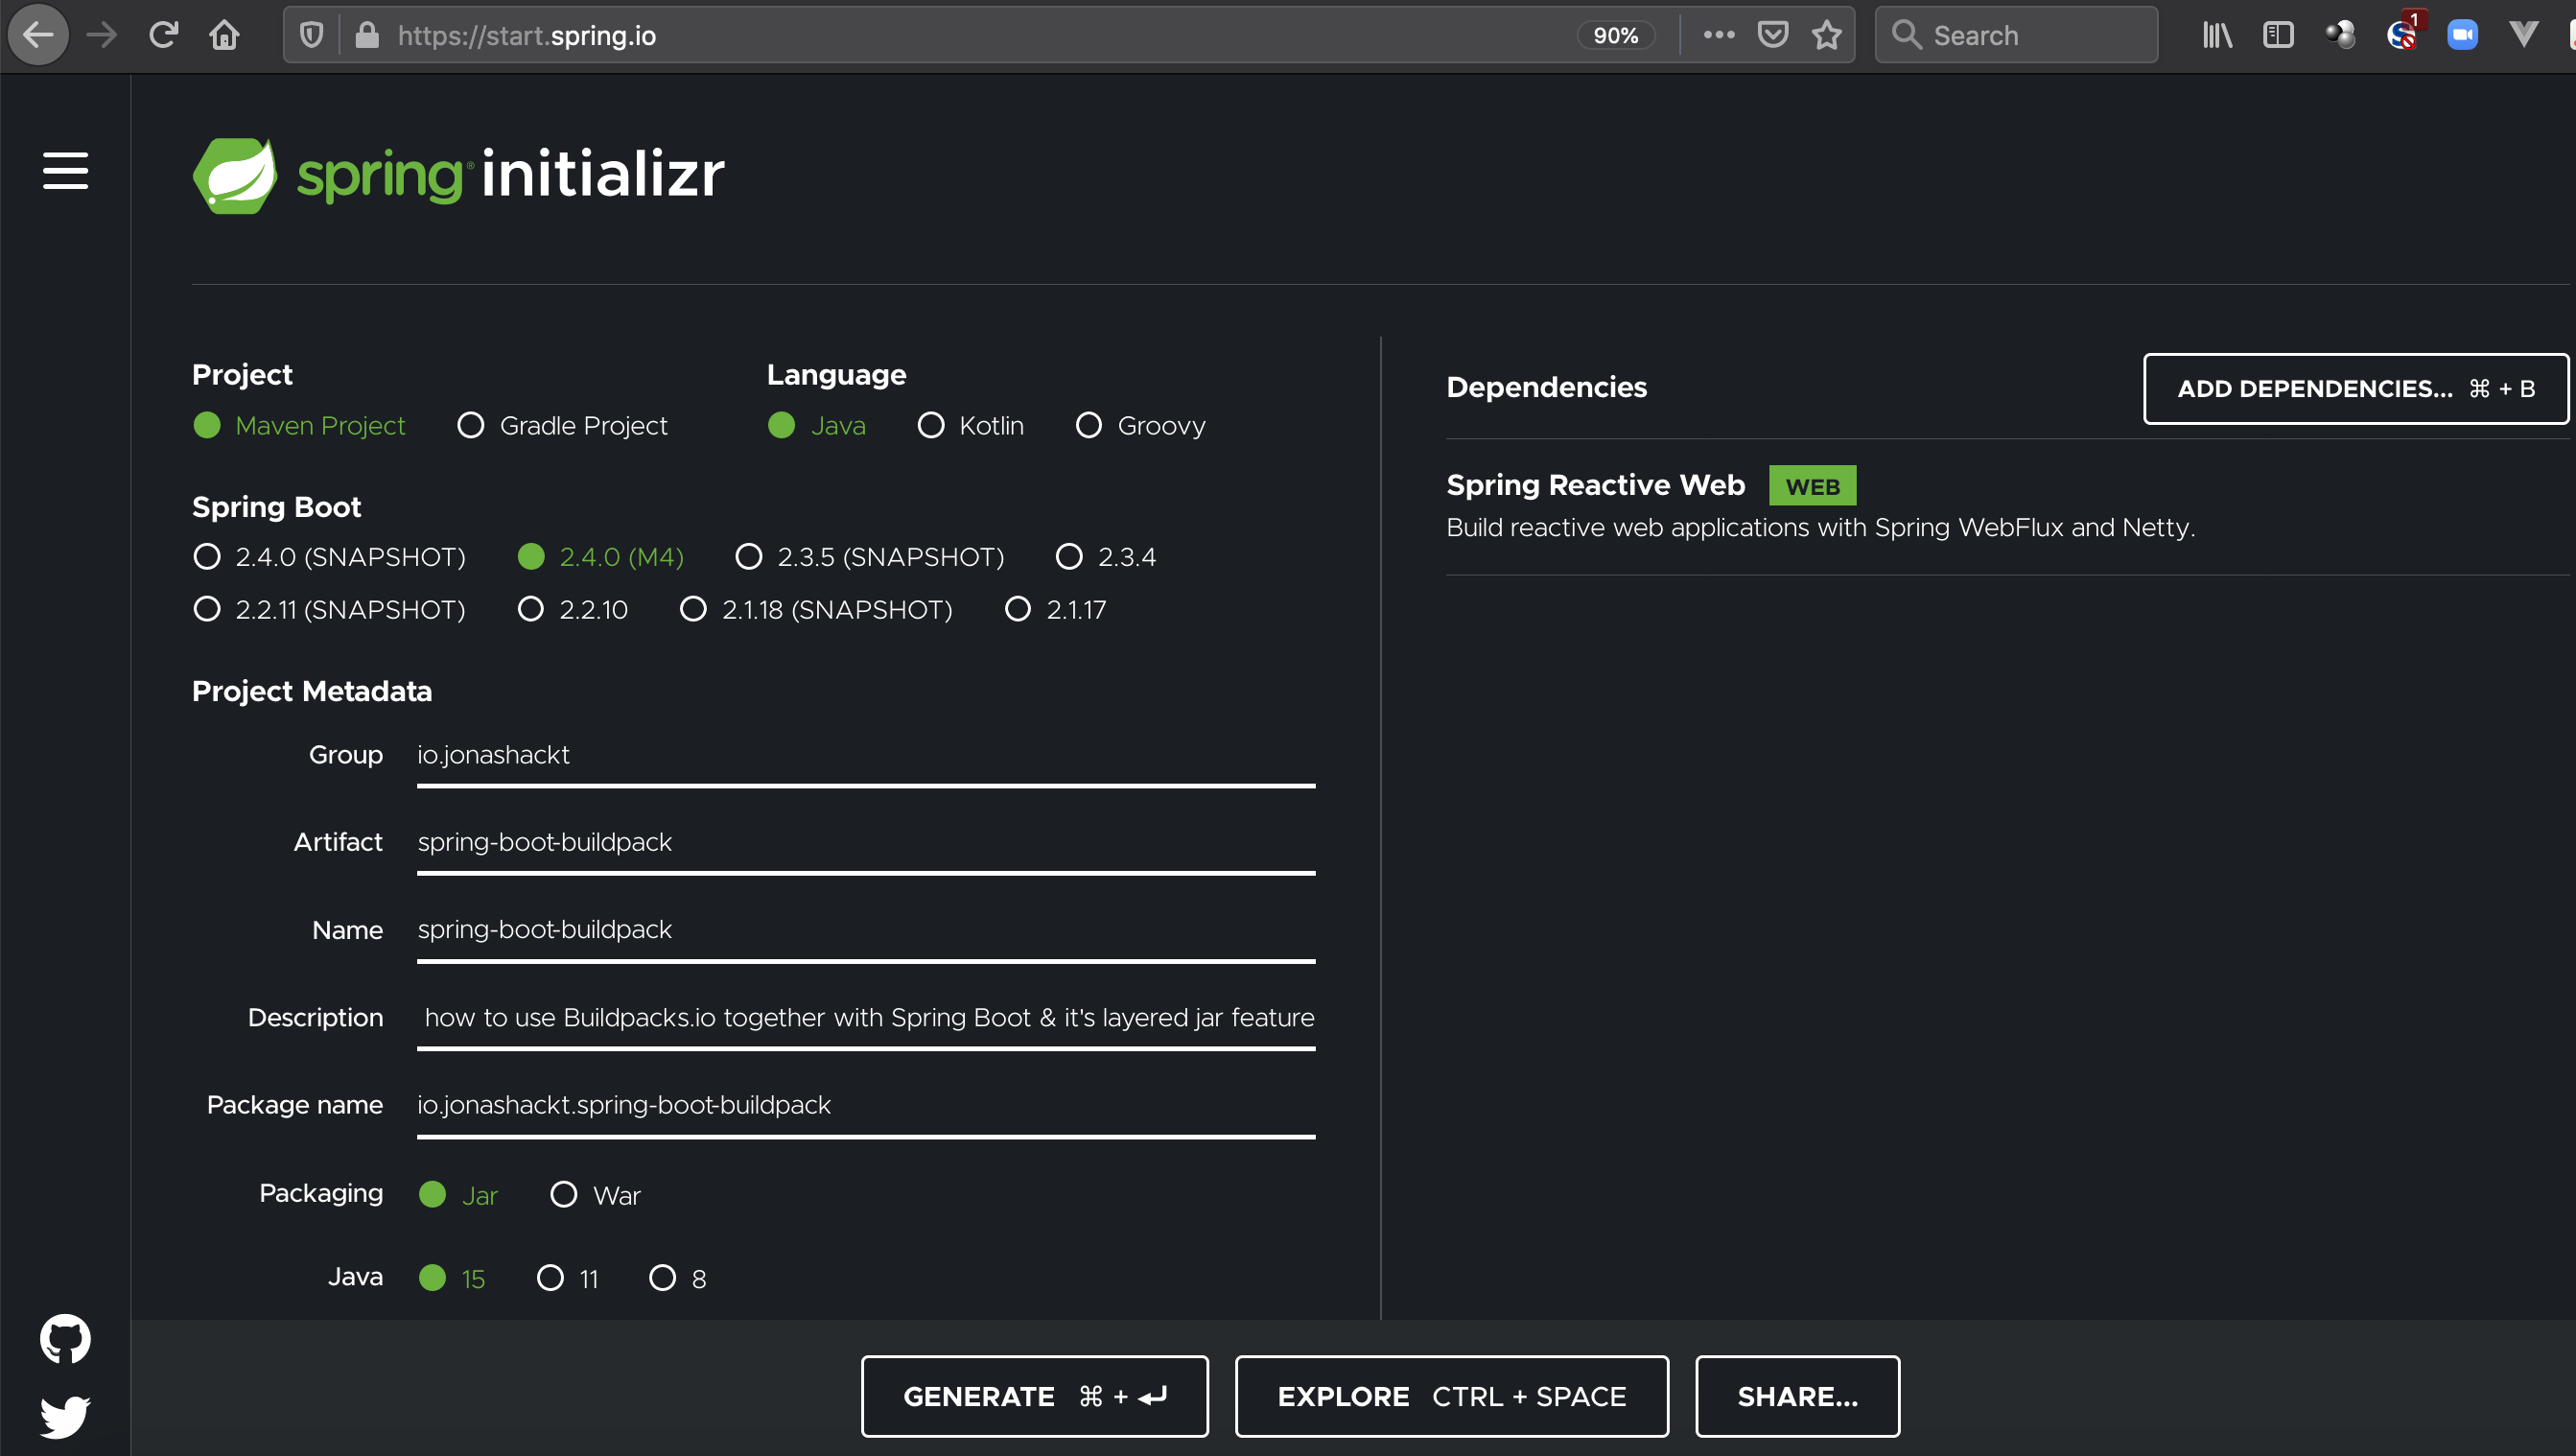 https://start.spring.io 90% Search 1
spring® initializr
Project
Maven Project Gradle Project
Language
Java Kotlin Groovy
Spring Boot
2.4.0 (SNAPSHOT) 2.4.0 (M4) 2.3.5 (SNAPSHOT) 2.3.4
2.2.11 (SNAPSHOT) 2.2.10 2.1.18 (SNAPSHOT) 2.1.17
Project Metadata
Group io.jonashackt
Artifact spring-boot-buildpack
Name spring-boot-buildpack
Description how to use Buildpacks.io together with Spring Boot & it's layered jar feature
Package name io.jonashackt.spring-boot-buildpack
Packaging Jar War
Java 15 11 8
Dependencies ADD DEPENDENCIES... ⌘ + B
Spring Reactive Web WEB
Build reactive web applications with Spring WebFlux and Netty.
GENERATE ⌘ + ⏎ EXPLORE CTRL + SPACE SHARE...